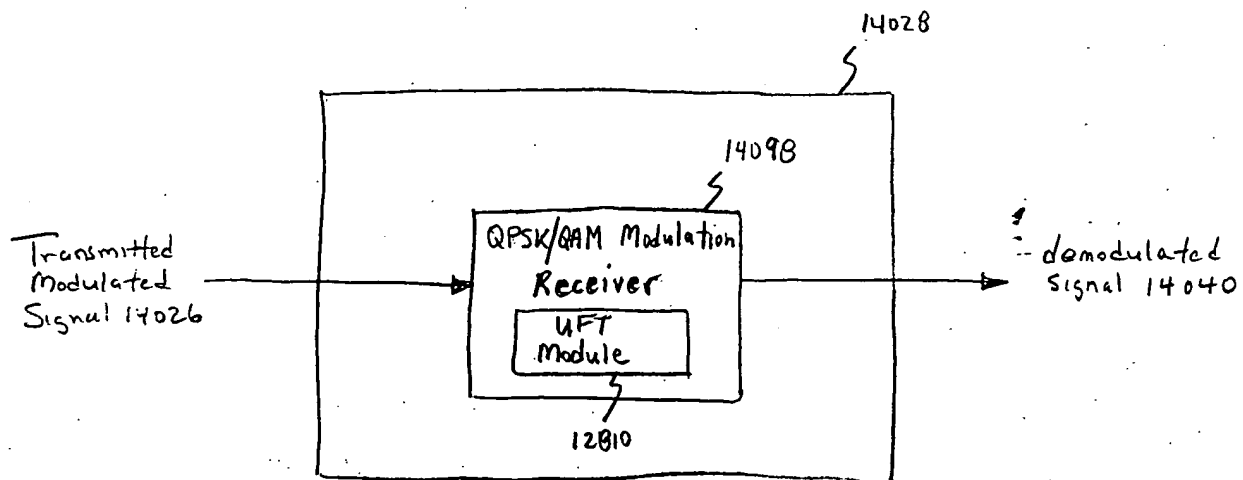 14028
14098
Transmitted
Modulated
Signal 14026
QPSK/QAM Modulation
Receiver
UFT
Module
12810
demodulated
Signal 14040